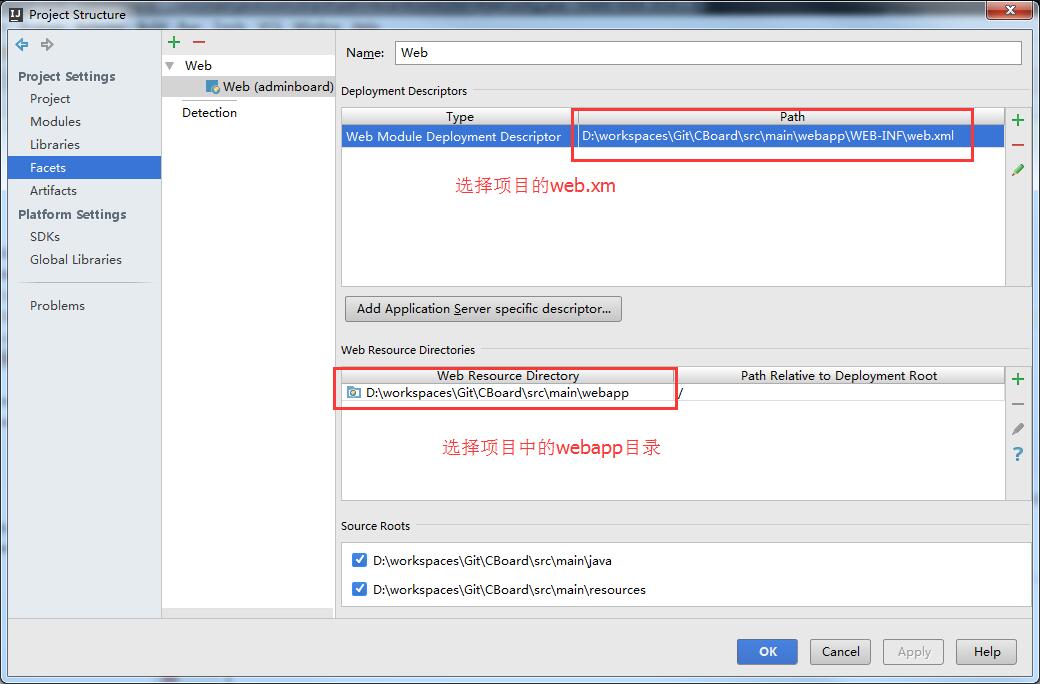 Project Structure
Project Settings
Project
Modules
Libraries
Facets
Artifacts
Platform Settings
SDKs
Global Libraries
Problems
Web
Web (adminboard)
Detection
Name: Web
Deployment Descriptors
Type Path
Web Module Deployment Descriptor D:\workspaces\Git\CBoard\src\main\webapp\WEB-INF\web.xml
选择项目的web.xm
Add Application Server specific descriptor...
Web Resource Directories
Web Resource Directory Path Relative to Deployment Root
D:\workspaces\Git\CBoard\src\main\webapp /
选择项目中的webapp目录
Source Roots
D:\workspaces\Git\CBoard\src\main\java
D:\workspaces\Git\CBoard\src\main\resources
OK Cancel Apply Help